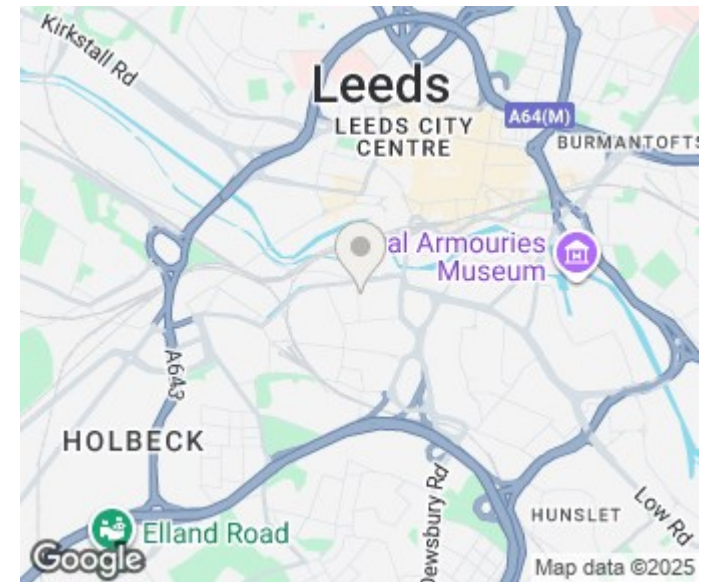 Kirkstall Rd
Leeds
LEEDS CITY
CENTRE
A64(M)
BURMANTOFTS
al Armouries
Museum
A643
HOLBECK
Elland Road
Dewsbury Rd
HUNSLET
Low Rd
Google
Map data ©2025